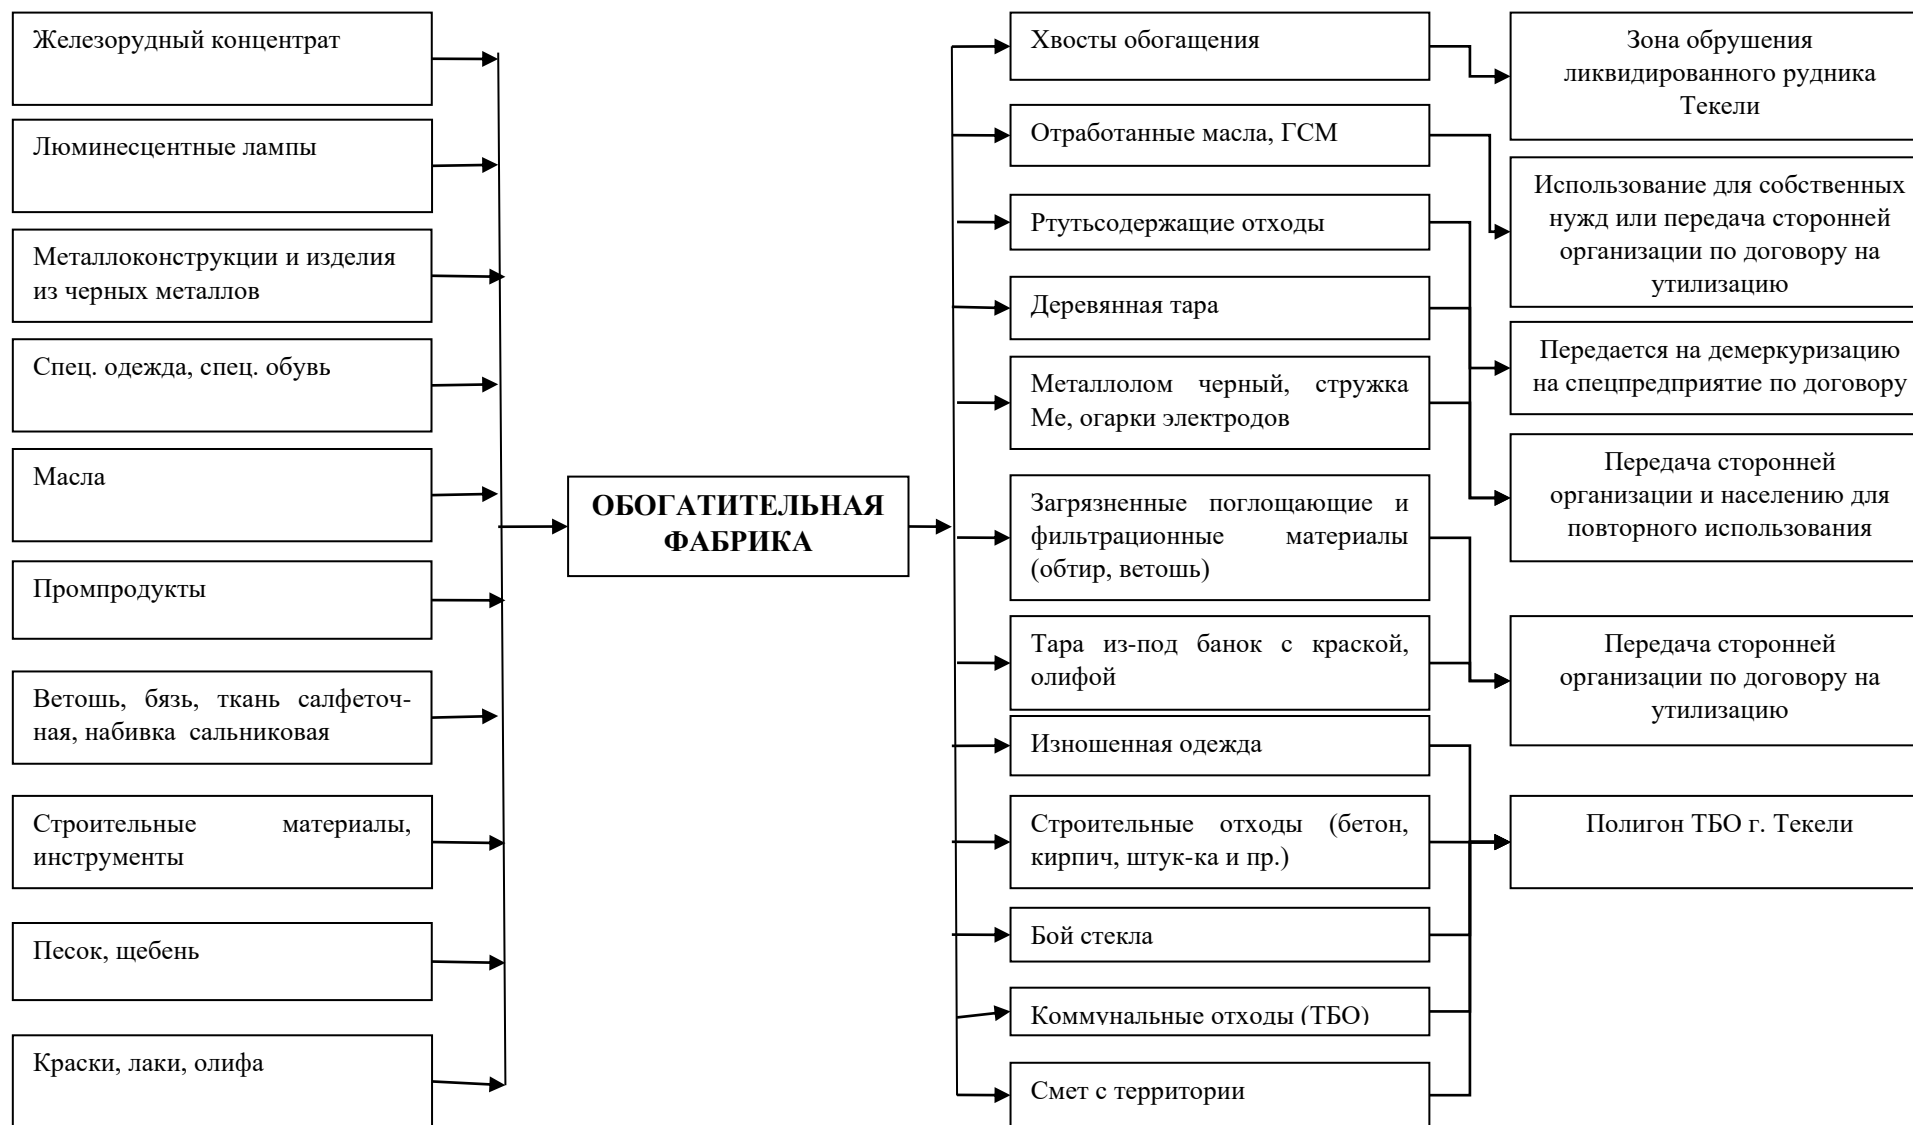 Железорудный концентрат
Люминесцентные лампы
Металлоконструкции и изделия
из черных металлов
Спец. одежда, спец. обувь
Масла
Промпродукты
Ветошь, бязь, ткань салфеточ-
ная, набивка сальниковая
Строительные материалы,
инструменты
Песок, щебень
Краски, лаки, олифа
ОБОГАТИТЕЛЬНАЯ
ФАБРИКА
Хвосты обогащения
Отработанные масла, ГСМ
Ртутьсодержащие отходы
Деревянная тара
Металлолом черный, стружка
Ме, огарки электродов
Загрязненные поглощающие и
фильтрационные материалы
(обтир, ветошь)
Тара из-под банок с краской,
олифой
Изношенная одежда
Строительные отходы (бетон,
кирпич, штук-ка и пр.)
Бой стекла
Коммунальные отходы (ТБО)
Смет с территории
Зона обрушения
ликвидированного рудника
Текели
Использование для собственных
нужд или передача сторонней
организации по договору на
утилизацию
Передается на демеркуризацию
на спецпредприятие по договору
Передача сторонней
организации и населению для
повторного использования
Передача сторонней
организации по договору на
утилизацию
Полигон ТБО г. Текели